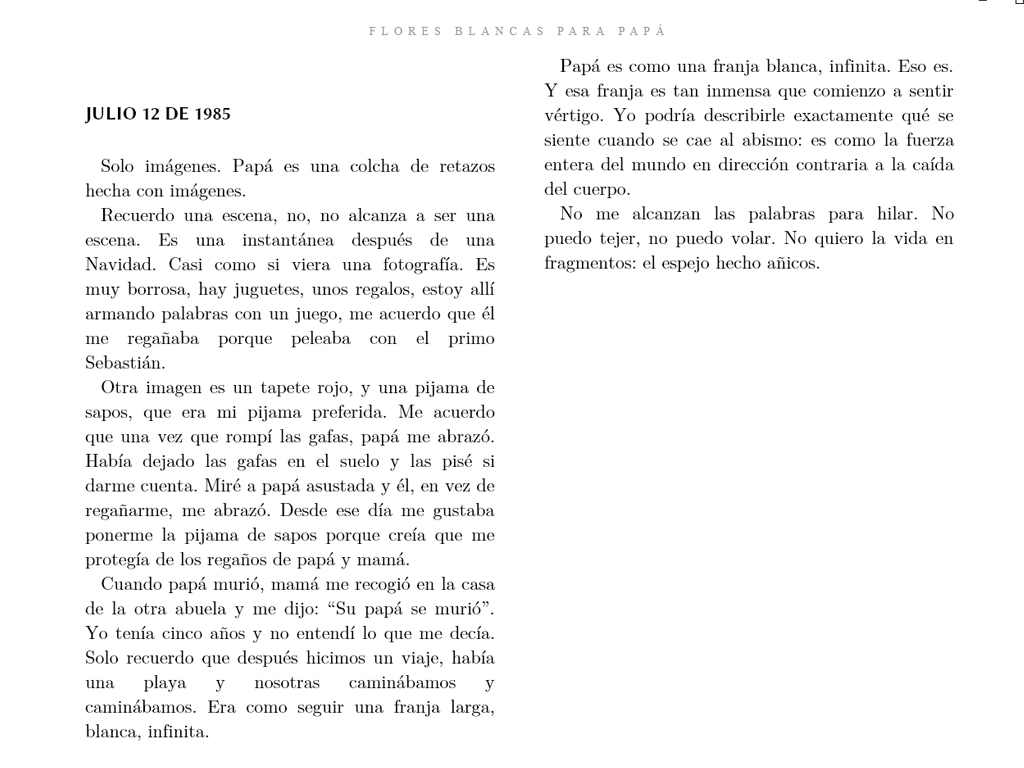 FLORES BLANCAS PARA PAPÁ
JULIO 12 DE 1985
Solo imágenes. Papá es una colcha de retazos
hecha con imágenes.
Recuerdo una escena, no, no alcanza a ser una
escena. Es una instantánea después de una
Navidad. Casi como si viera una fotografía. Es
muy borrosa, hay juguetes, unos regalos, estoy allí
armando palabras con un juego, me acuerdo que él
me regañaba porque peleaba con el primo
Sebastián.
Otra imagen es un tapete rojo, y una pijama de
sapos, que era mi pijama preferida. Me acuerdo
que una vez que rompí las gafas, papá me abrazó.
Había dejado las gafas en el suelo y las pisé si
darme cuenta. Miré a papá asustada y él, en vez de
regañarme, me abrazó. Desde ese día me gustaba
ponerme la pijama de sapos porque creía que me
protegía de los regaños de papá y mamá.
Cuando papá murió, mamá me recogió en la casa
de la otra abuela y me dijo: “Su papá se murió”.
Yo tenía cinco años y no entendí lo que me decía.
Solo recuerdo que después hicimos un viaje, había
una playa y nosotras caminábamos y
caminábamos. Era como seguir una franja larga,
blanca, infinita.
Papá es como una franja blanca, infinita. Eso es.
Y esa franja es tan inmensa que comienzo a sentir
vértigo. Yo podría describirle exactamente qué se
siente cuando se cae al abismo: es como la fuerza
entera del mundo en dirección contraria a la caída
del cuerpo.
No me alcanzan las palabras para hilar. No
puedo tejer, no puedo volar. No quiero la vida en
fragmentos: el espejo hecho añicos.